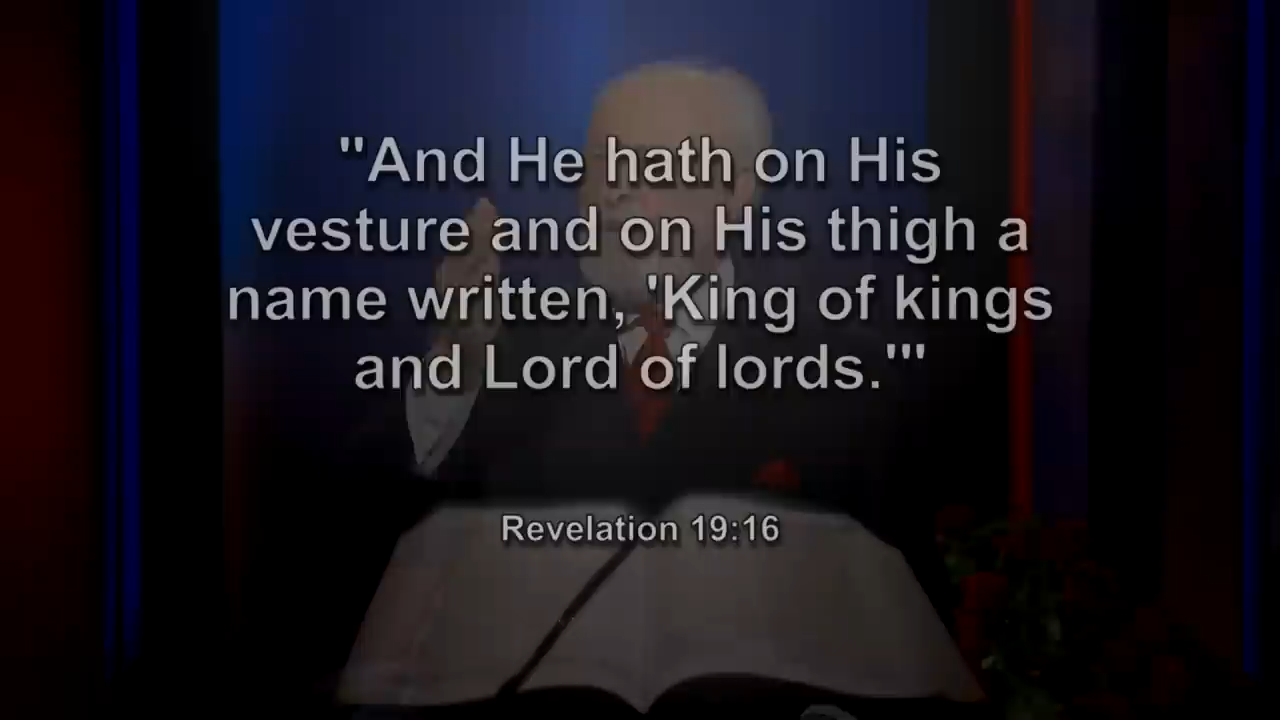 "And He hath on His
vesture and on His thigh a
name written, 'King of kings
and Lord of lords.'"
Revelation 19:16